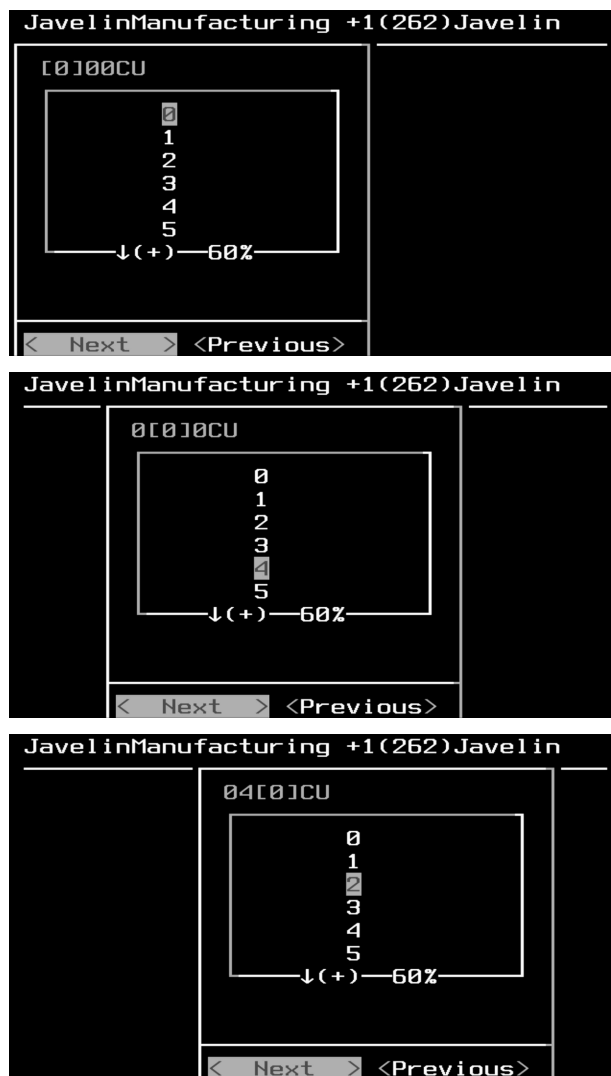 JavelinManufacturing +1(262)Javelin
[0]00CU
0
1
2
3
4
5
↓(+) 60%
< Next > <Previous>
JavelinManufacturing +1(262)Javelin
0[0]0CU
0
1
2
3
4
5
↓(+) 60%
< Next > <Previous>
JavelinManufacturing +1(262)Javelin
04[0]CU
0
1
2
3
4
5
↓(+) 60%
< Next > <Previous>